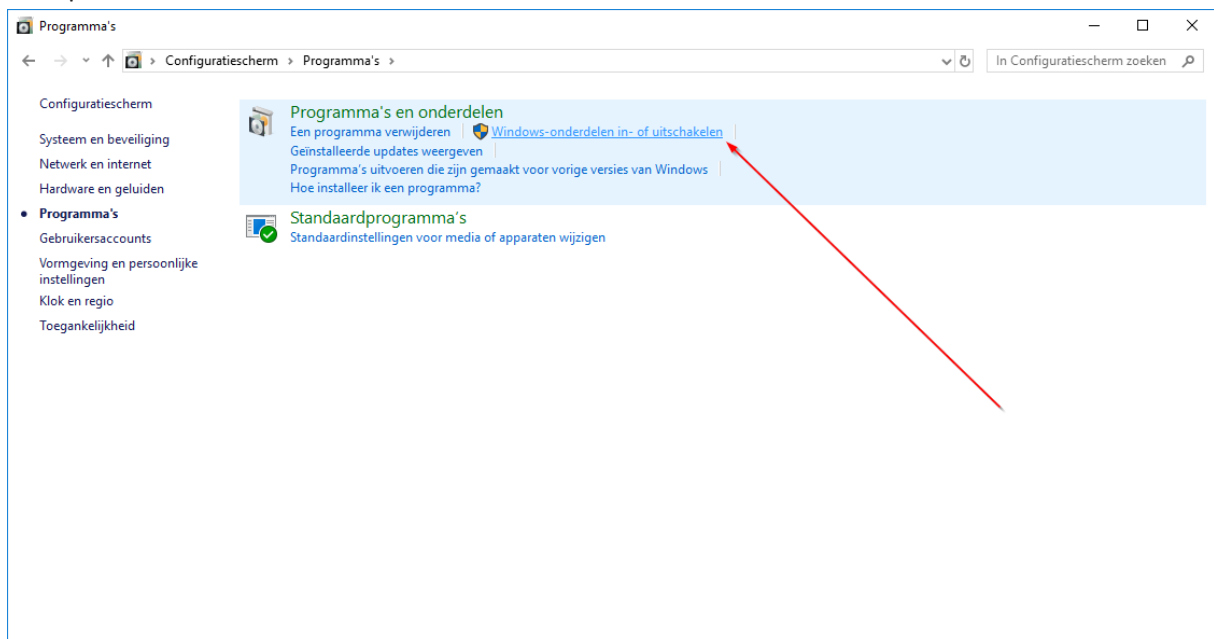 Programma's
Configuratiescherm > Programma's >
In Configuratiescherm zoeken
Configuratiescherm
Systeem en beveiliging
Netwerk en internet
Hardware en geluiden
Programma's
Gebruikersaccounts
Vormgeving en persoonlijke
instellingen
Klok en regio
Toegankelijkheid
Programma's en onderdelen
Een programma verwijderen | Windows-onderdelen in- of uitschakelen |
Geïnstalleerde updates weergeven |
Programma's uitvoeren die zijn gemaakt voor vorige versies van Windows |
Hoe installeer ik een programma?
Standaardprogramma's
Standaardinstellingen voor media of apparaten wijzigen